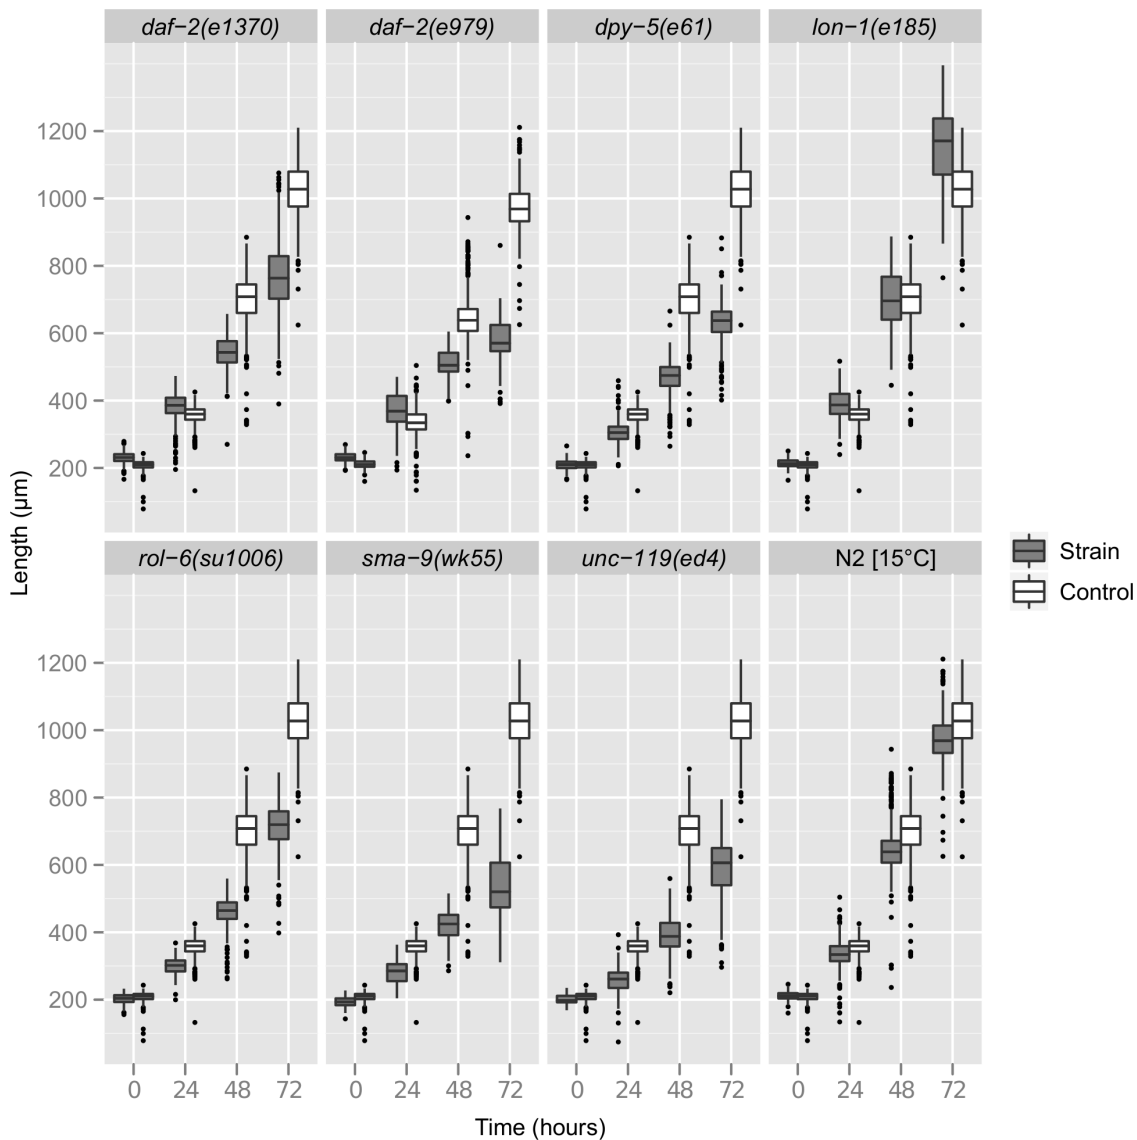 daf−2(e1370) daf−2(e979) dpy−5(e61) lon−1(e185)
1200
1000
800
600
400
200
rol−6(su1006) sma−9(wk55) unc−119(ed4) N2 [15°C]
1200
1000
800
600
400
200
0 24 48 72 0 24 48 72 0 24 48 72 0 24 48 72
Time (hours)
Length (µm)
Strain
Control